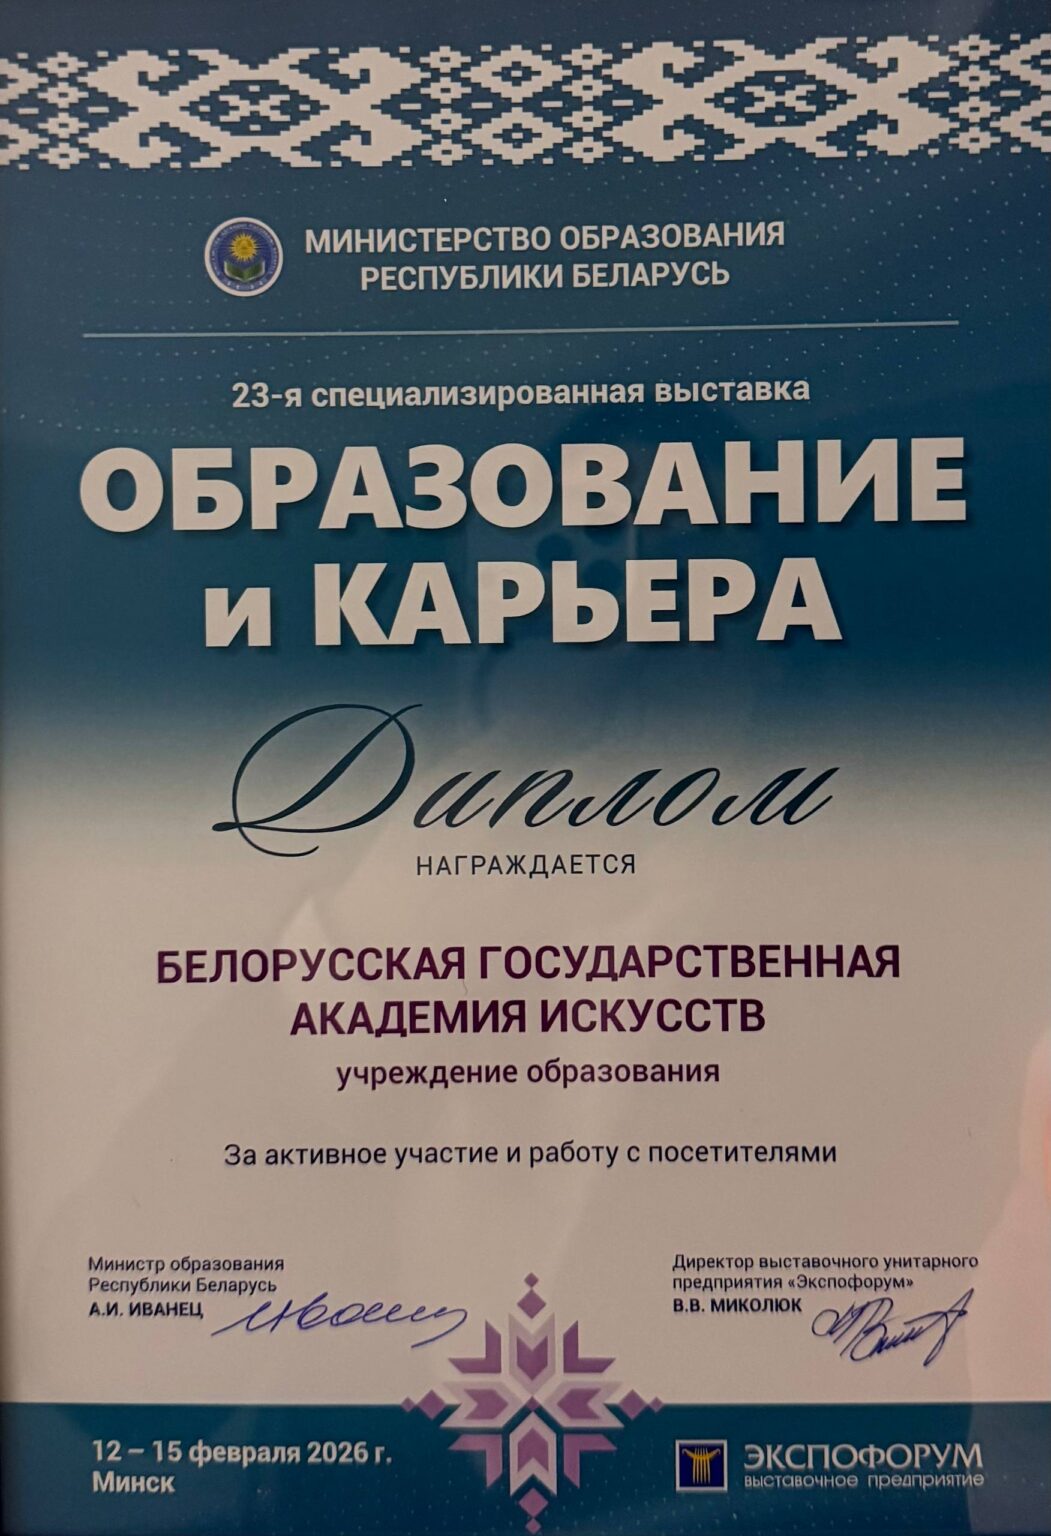 МИНИСТЕРСТВО ОБРАЗОВАНИЯ
РЕСПУБЛИКИ БЕЛАРУСЬ
23-я специализированная выставка
ОБРАЗОВАНИЕ
и КАРЬЕРА
Диплом
НАГРАЖДАЕТСЯ
БЕЛОРУССКАЯ ГОСУДАРСТВЕННАЯ
АКАДЕМИЯ ИСКУССТВ
учреждение образования
За активное участие и работу с посетителями
Министр образования
Республики Беларусь
А.И. ИВАНЕЦ
Директор выставочного унитарного
предприятия «Экспофорум»
В.В. МИКОЛЮК
12 – 15 февраля 2026 г.
Минск
ЭКСПОФОРУМ
выставочное предприятие